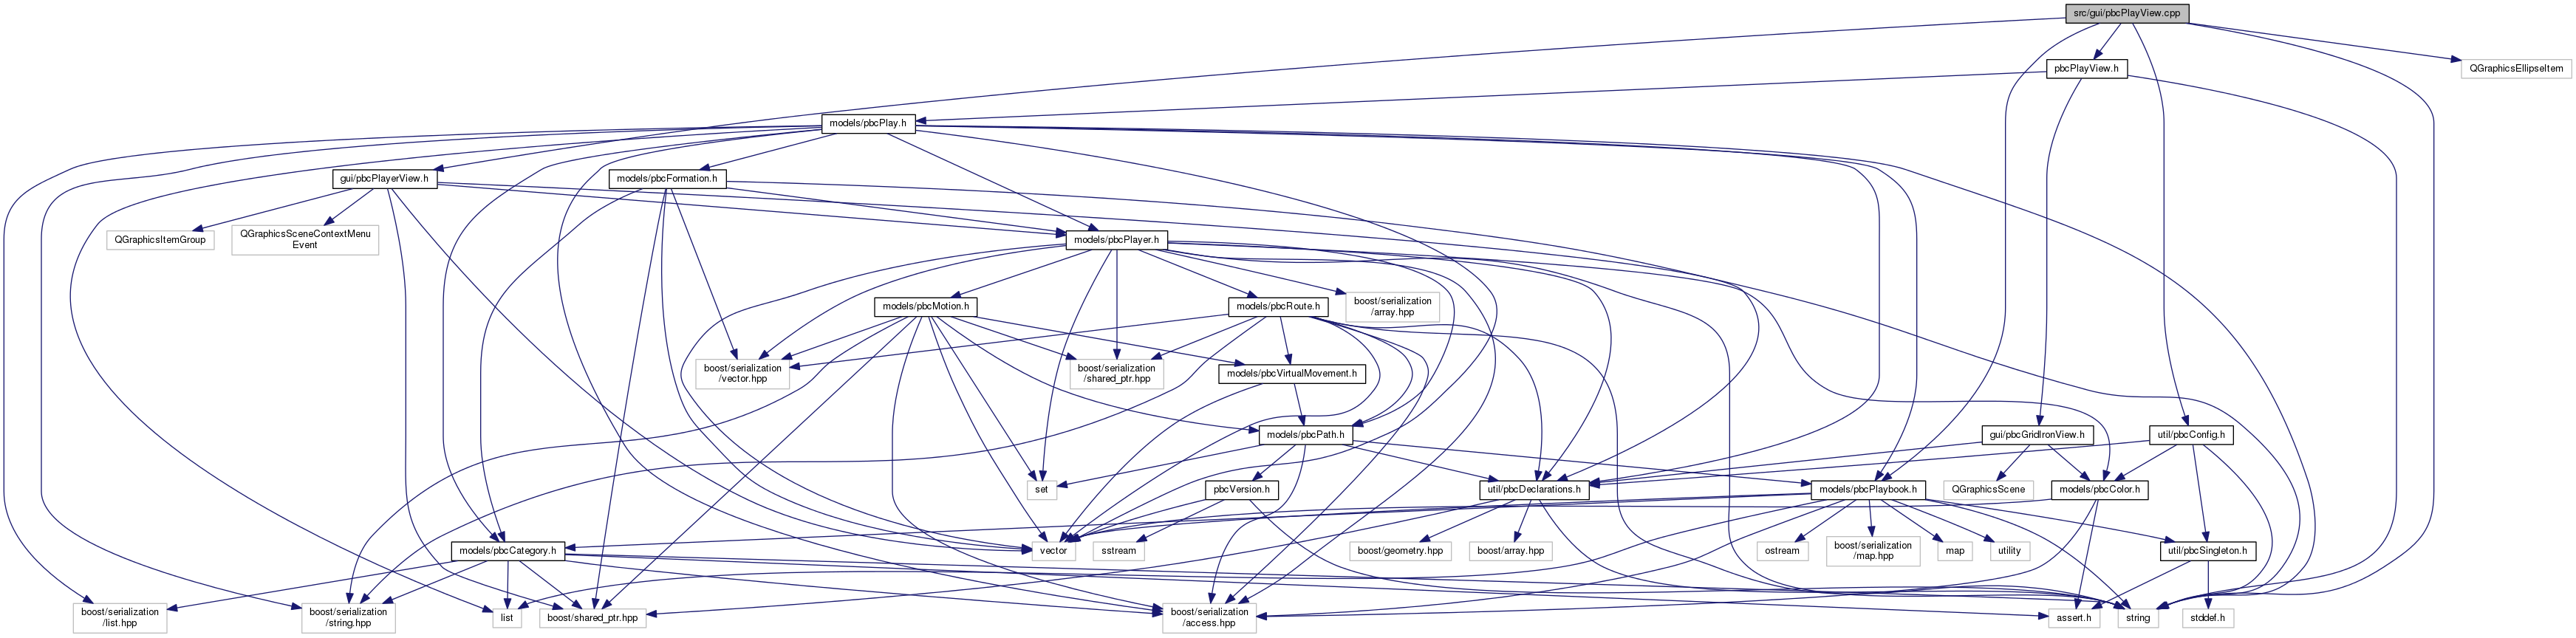 src/gui/pbcPlayView.cpp
pbcPlayView.h
QGraphicsEllipseItem
models/pbcPlay.h
gui/pbcPlayerView.h
models/pbcFormation.h
QGraphicsItemGroup
QGraphicsSceneContextMenu
Event
models/pbcPlayer.h
models/pbcMotion.h
models/pbcRoute.h
boost/serialization
/array.hpp
boost/serialization
/vector.hpp
boost/serialization
/shared_ptr.hpp
models/pbcVirtualMovement.h
models/pbcPath.h
gui/pbcGridIronView.h
util/pbcConfig.h
set
pbcVersion.h
util/pbcDeclarations.h
models/pbcPlaybook.h
QGraphicsScene
models/pbcColor.h
models/pbcCategory.h
vector
sstream
boost/geometry.hpp
boost/array.hpp
ostream
boost/serialization
/map.hpp
map
utility
util/pbcSingleton.h
boost/serialization
/list.hpp
boost/serialization
/string.hpp
list
boost/shared_ptr.hpp
boost/serialization
/access.hpp
assert.h
string
stddef.h